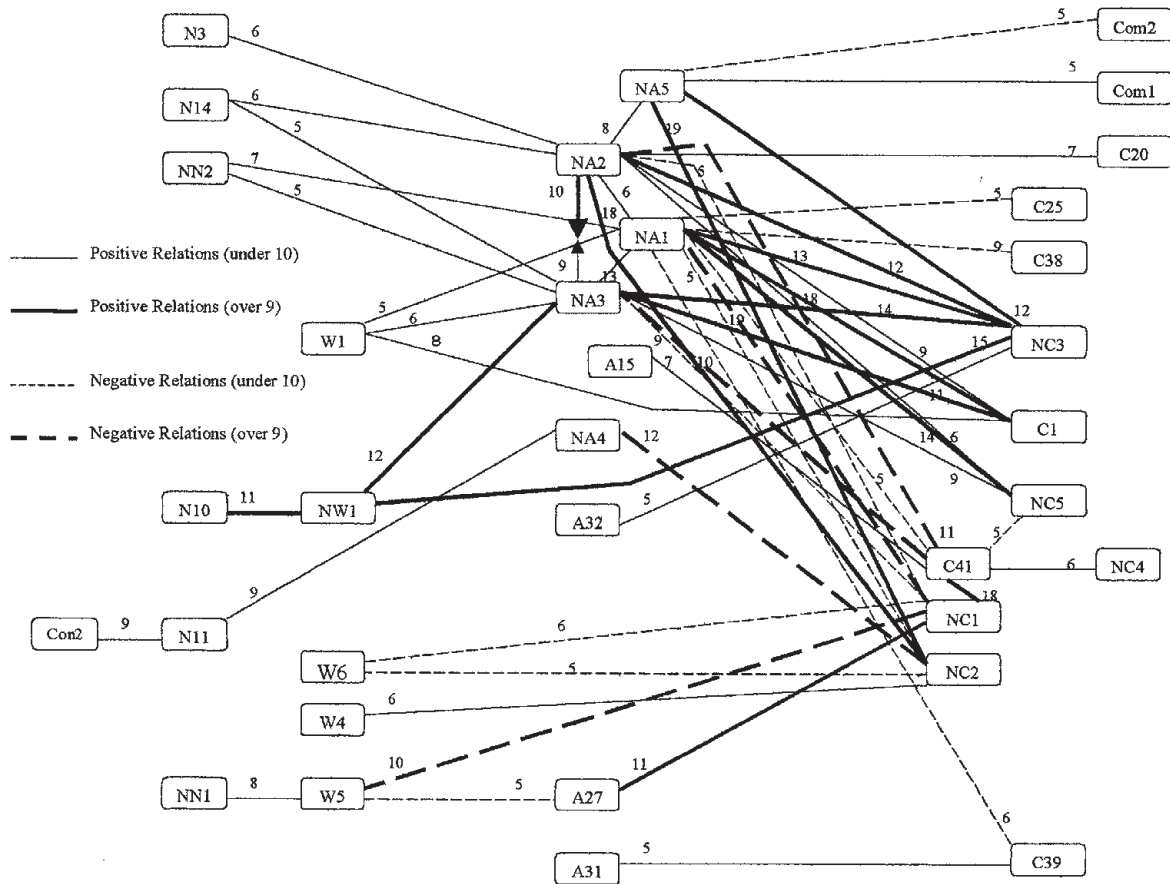 5
Com2
N3
6
NA5
5
Com1
N14
6
8
19
5
NA2
7
C20
NN2
7
5
10
6
5
18
NA1
5
C25
9
C38
Positive Relations (under 10)
9
13
5
13
12
Positive Relations (over 9)
NA3
18
14
12
NC3
W1
5
6
8
19
9
7
10
15
9
A15
Negative Relations (under 10)
11
C1
Negative Relations (over 9)
NA4
12
14
6
12
9
N10
11
NW1
5
5
NC5
A32
11
5
C41
6
NC4
9
18
NC1
Con2
9
N11
6
W6
5
NC2
W4
6
10
11
NN1
8
W5
5
A27
6
A31
5
C39